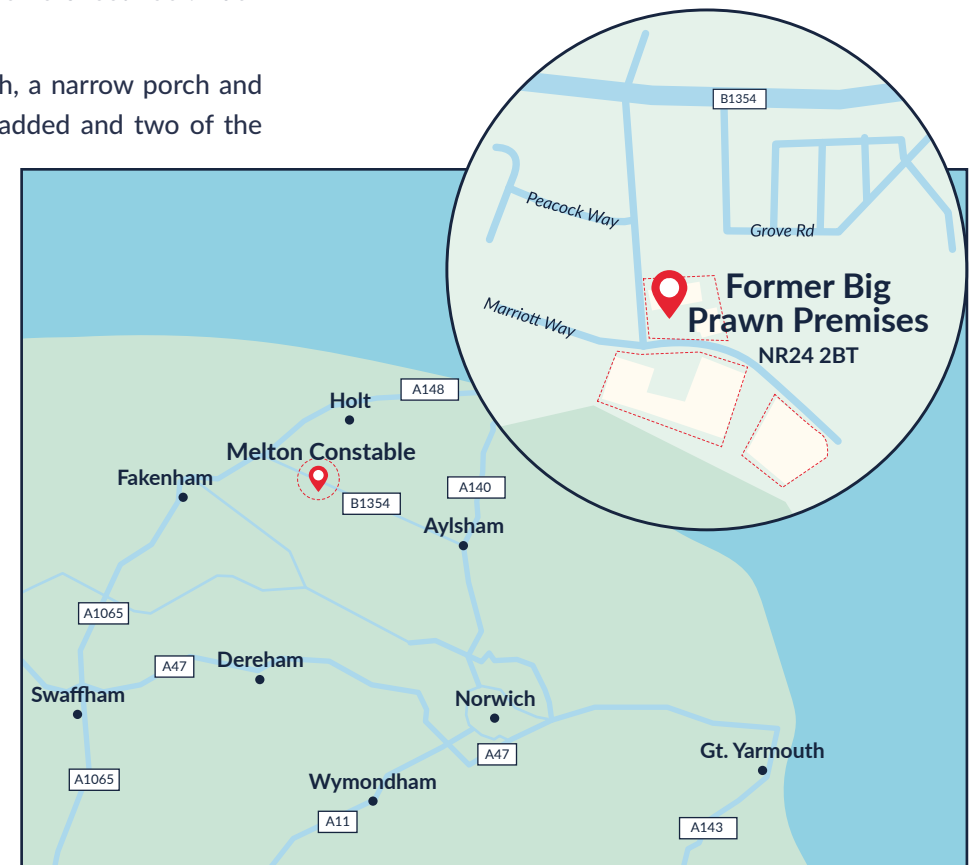 h, a narrow porch and
added and two of the
B1354
Peacock Way
Grove Rd
Marriott Way
Former Big
Prawn Premises
NR24 2BT
A148
Holt
Melton Constable
Fakenham
A140
B1354
Aylsham
A1065
A47
Dereham
Swaffham
Norwich
A47
Gt. Yarmouth
A1065
Wymondham
A11
A143